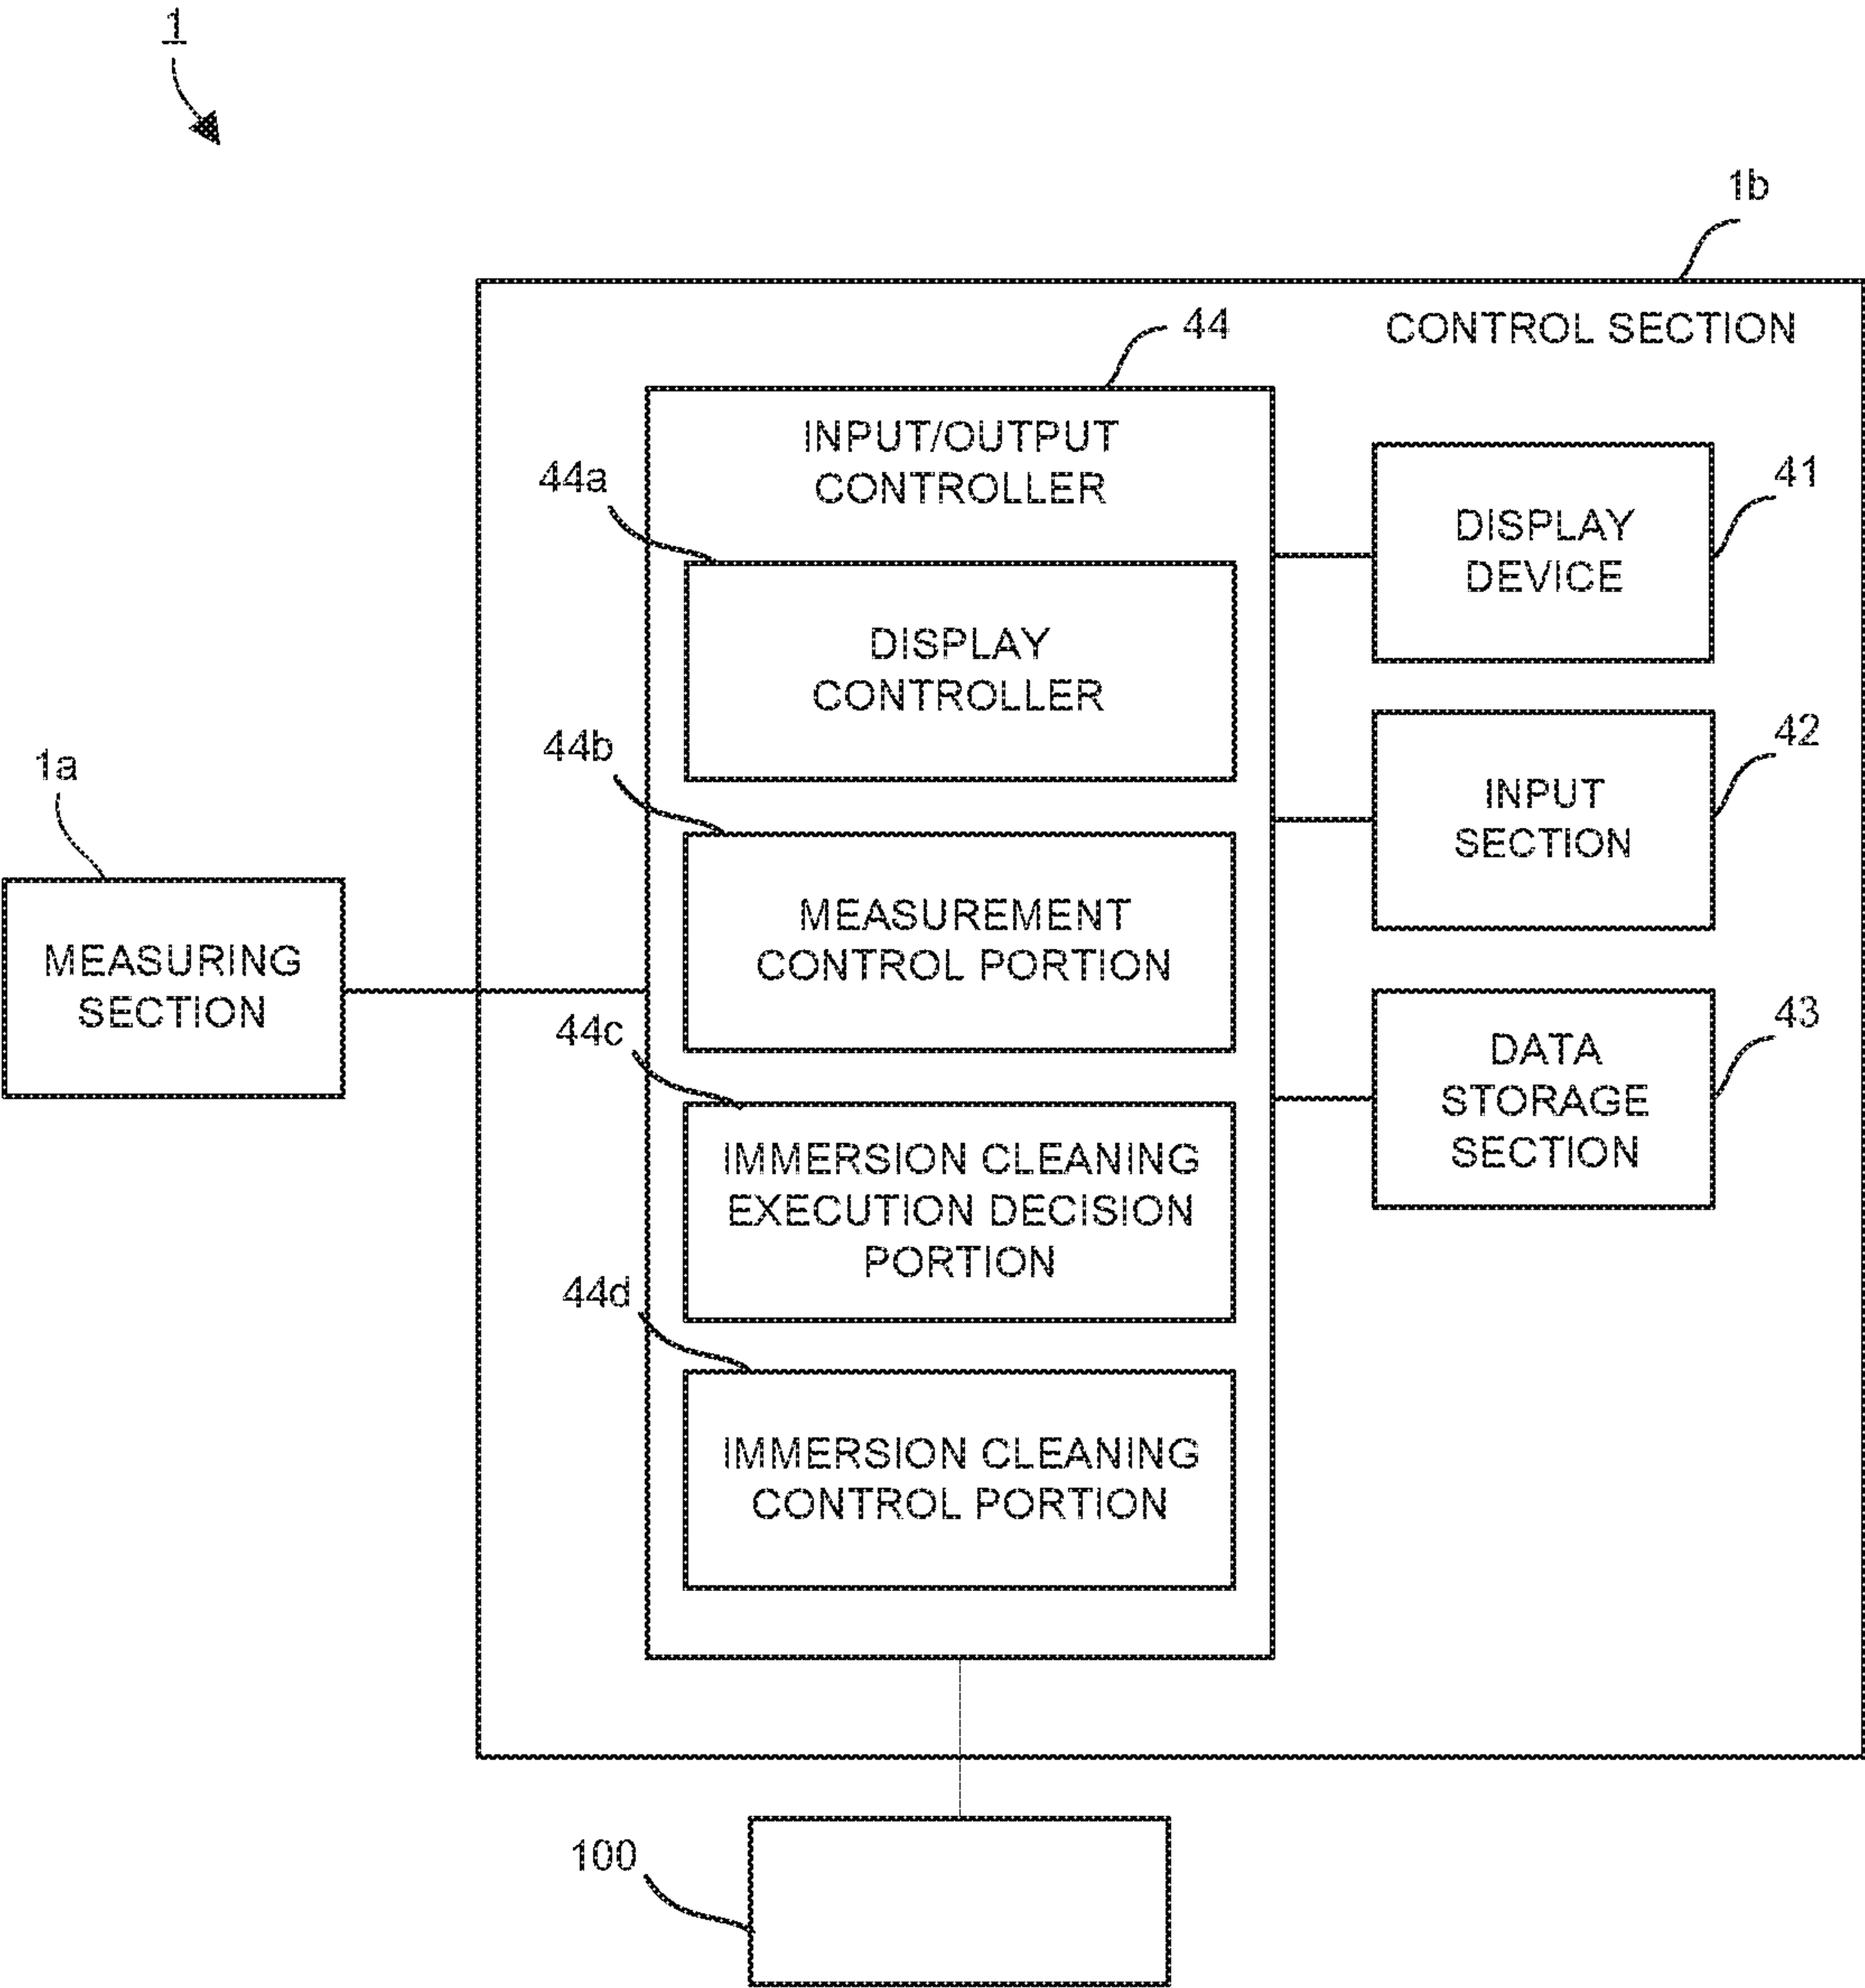 1
1b
CONTROL SECTION
44
INPUT/OUTPUT
CONTROLLER
44a
DISPLAY
CONTROLLER
44b
MEASUREMENT
CONTROL PORTION
44c
IMMERSION CLEANING
EXECUTION DECISION
PORTION
44d
IMMERSION CLEANING
CONTROL PORTION
41
DISPLAY
DEVICE
42
INPUT
SECTION
43
DATA
STORAGE
SECTION
1a
MEASURING
SECTION
100